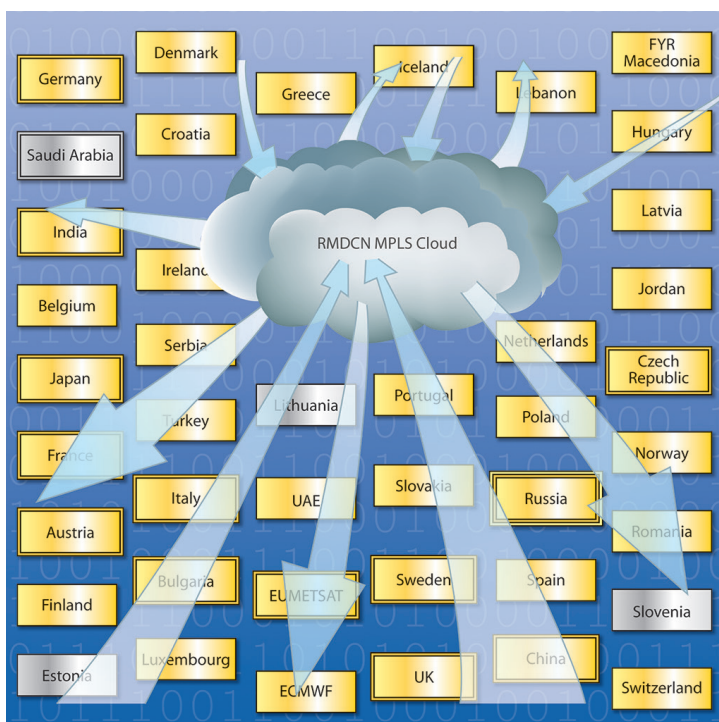 Germany
Saudi Arabia
India
Belgium
Japan
France
Austria
Finland
Estonia
Denmark
Croatia
Ireland
Serbia
Turkey
Italy
Bulgaria
Luxembourg
Greece
RMDCN MPLS Cloud
Lithuania
UAE
EUMETSAT
ECMWF
Iceland
Portugal
Slovakia
Sweden
UK
Lebanon
Netherlands
Poland
Russia
Spain
China
FYR
Macedonia
Hungary
Latvia
Jordan
Czech
Republic
Norway
Romania
Slovenia
Switzerland